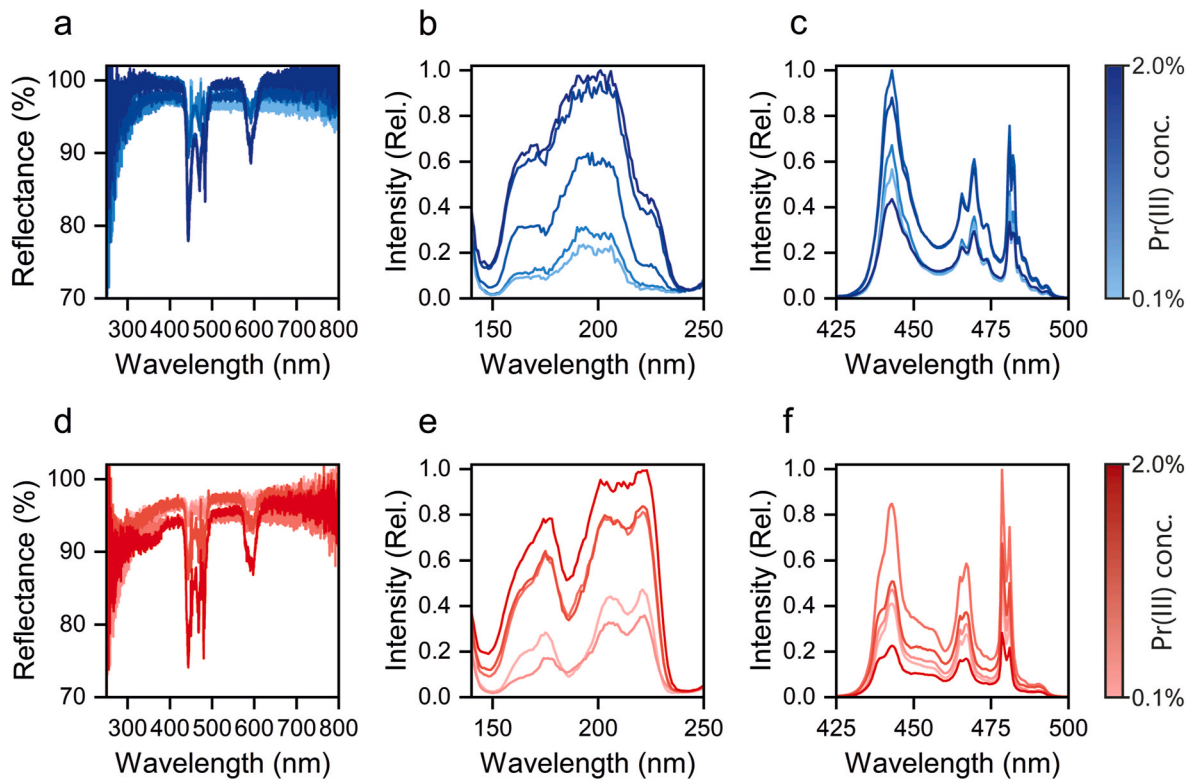 a
b
c
Reflectance (%)
100
90
80
70
300 400 500 600 700 800
Wavelength (nm)
Intensity (Rel.)
1.0
0.8
0.6
0.4
0.2
0.0
150 200 250
Wavelength (nm)
Intensity (Rel.)
1.0
0.8
0.6
0.4
0.2
0.0
425 450 475 500
Wavelength (nm)
2.0%
Pr(III) conc.
0.1%
d
e
f
Reflectance (%)
100
90
80
70
300 400 500 600 700 800
Wavelength (nm)
Intensity (Rel.)
1.0
0.8
0.6
0.4
0.2
0.0
150 200 250
Wavelength (nm)
Intensity (Rel.)
1.0
0.8
0.6
0.4
0.2
0.0
425 450 475 500
Wavelength (nm)
2.0%
Pr(III) conc.
0.1%